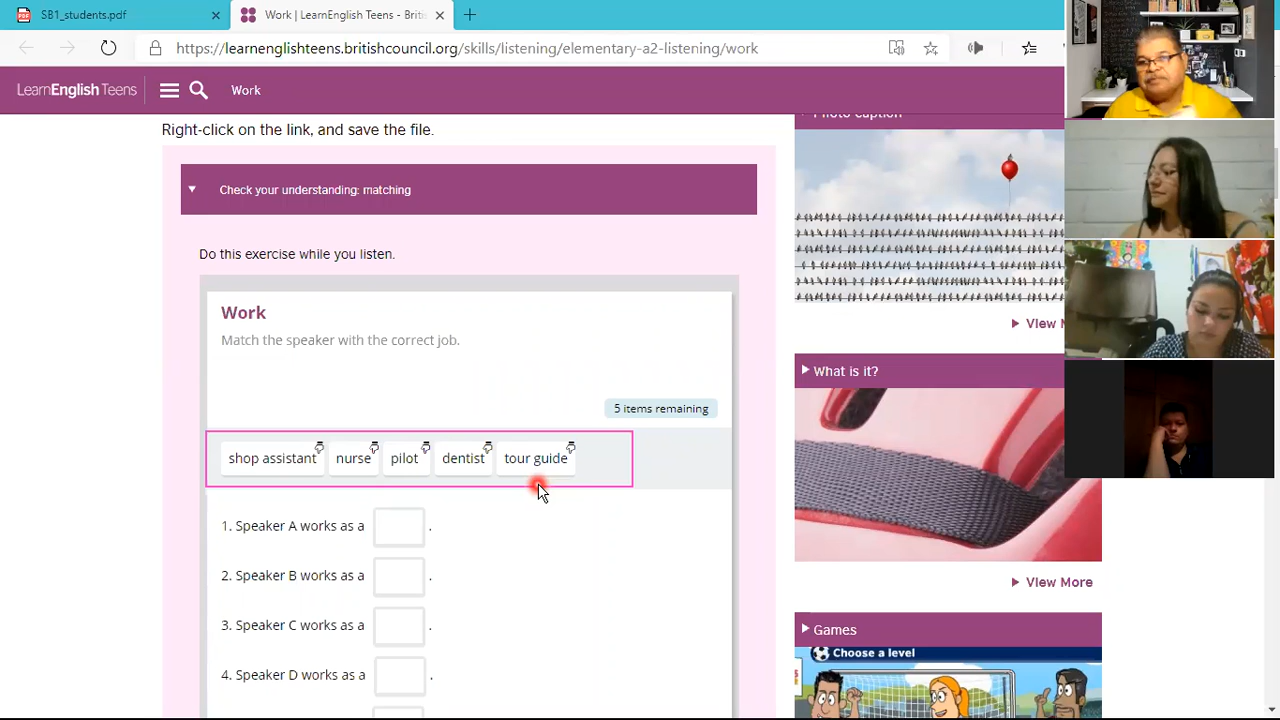 SB1_students.pdf
Work | LearnEnglish Teens - Briti
https://learnenglishteens.britishcouncil.org/skills/listening/elementary-a2-listening/work
LearnEnglish Teens
Work
Right-click on the link, and save the file.
Check your understanding: matching
Do this exercise while you listen.
Work
Match the speaker with the correct job.
5 items remaining
shop assistant nurse pilot dentist tour guide
1. Speaker A works as a .
2. Speaker B works as a .
3. Speaker C works as a .
4. Speaker D works as a .
Photo caption
View M
What is it?
View More
Games
Choose a level